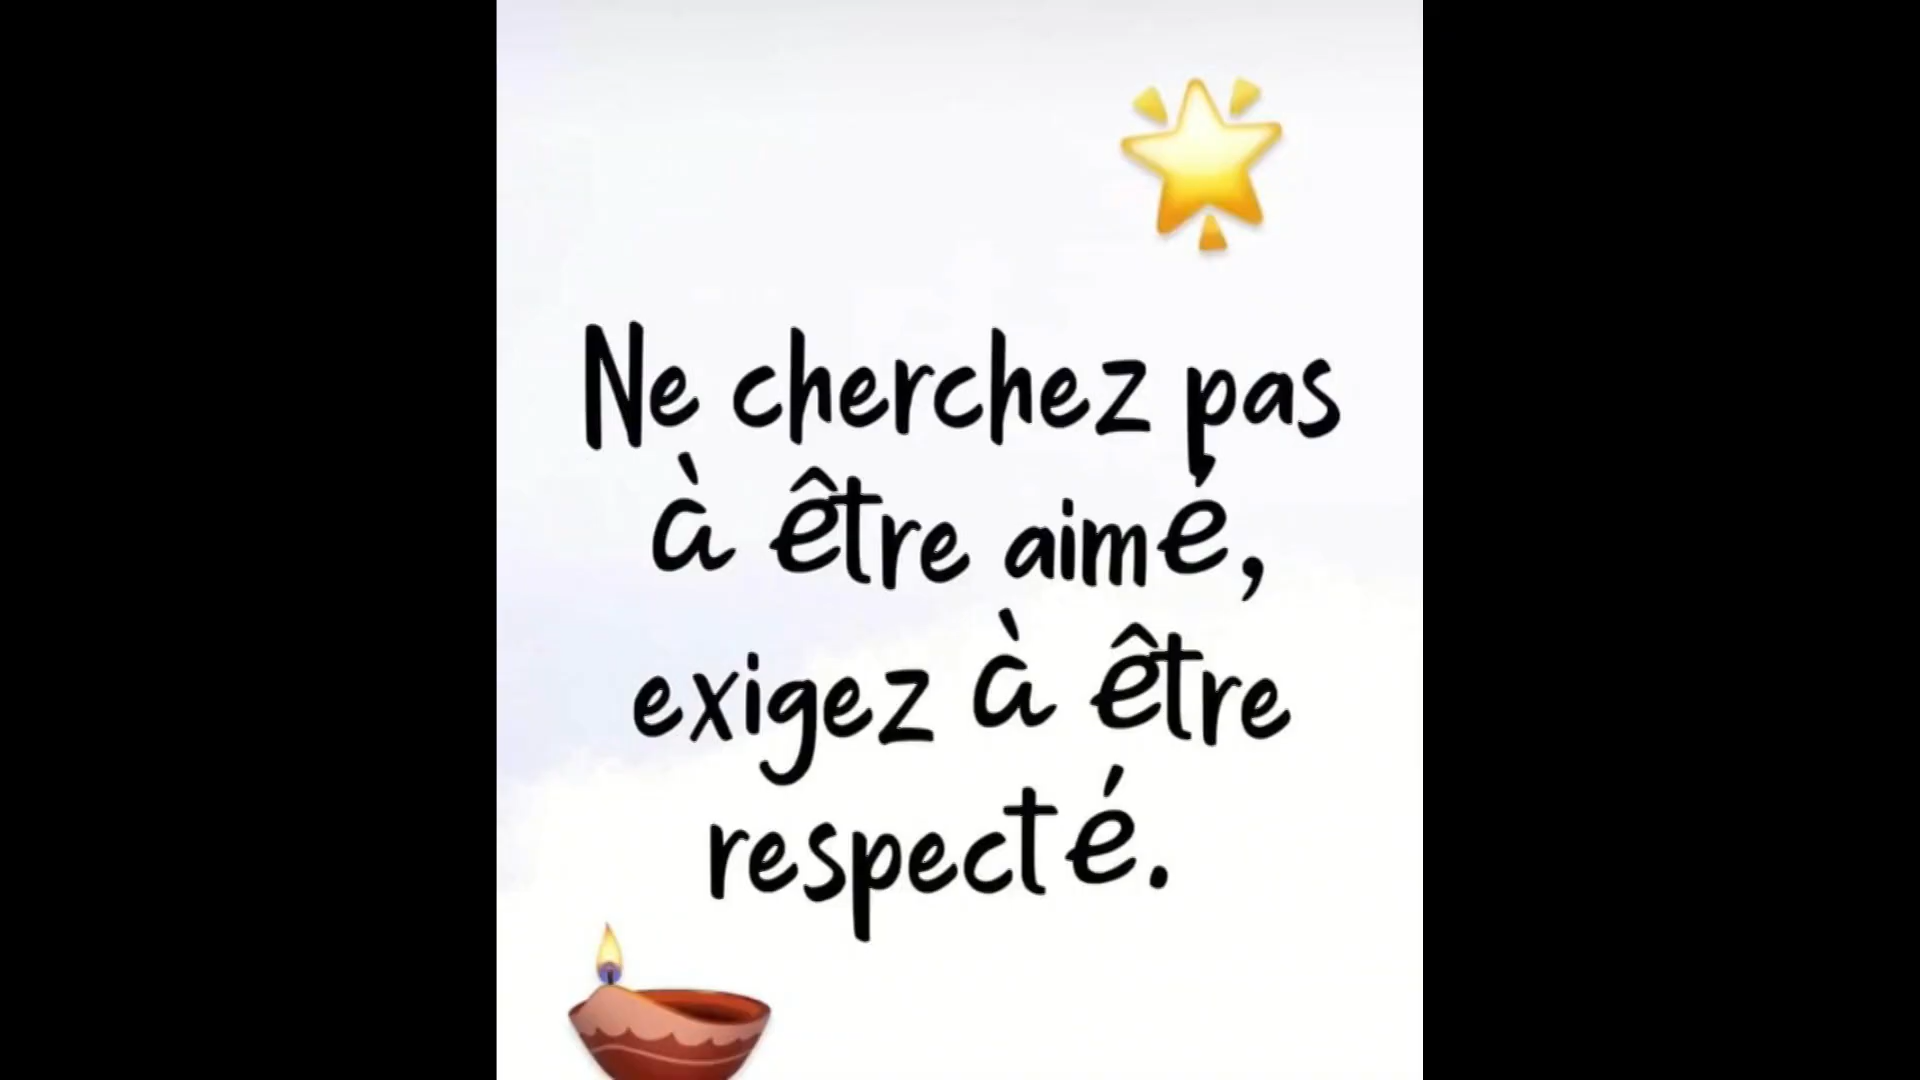 Ne cherchez pas
à être aimé,
exigez à être
respecté.